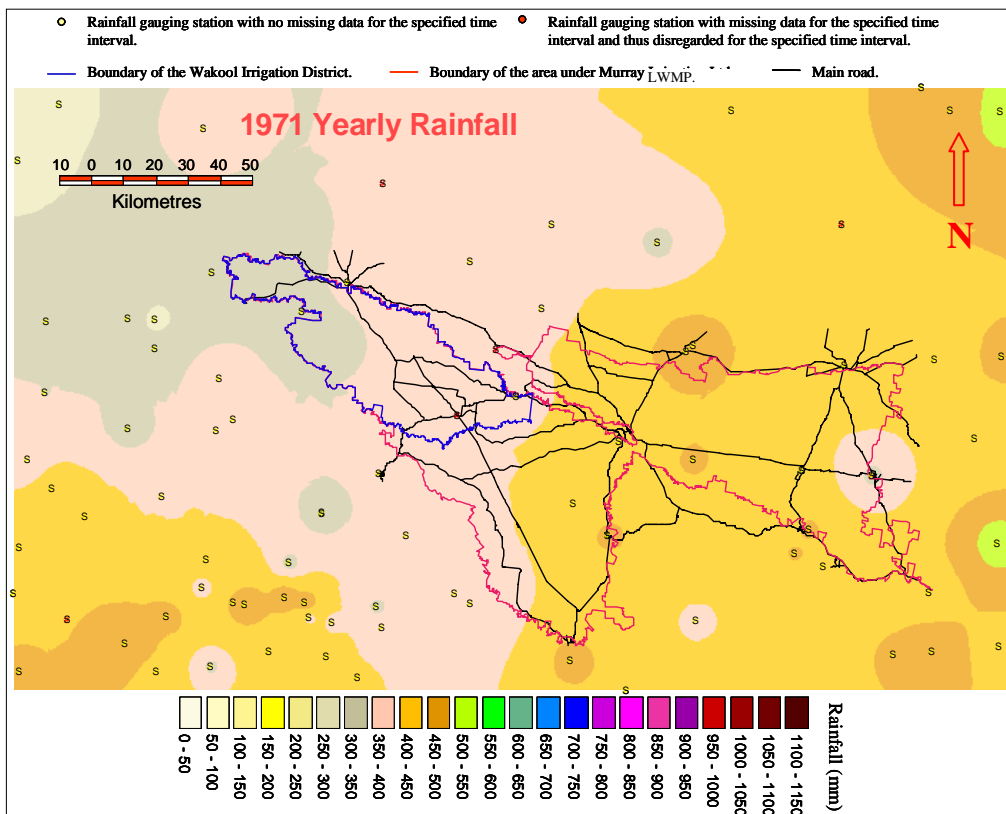 Rainfall gauging station with no missing data for the specified time
interval.
Rainfall gauging station with missing data for the specified time
interval and thus disregarded for the specified time interval.
Boundary of the Wakool Irrigation District.
Boundary of the area under Murray
LWMP.
Main road.
1971 Yearly Rainfall
10 0 10 20 30 40 50
Kilometres
N
0 - 50
50 - 100
100 - 150
150 - 200
200 - 250
250 - 300
300 - 350
350 - 400
400 - 450
450 - 500
500 - 550
550 - 600
600 - 650
650 - 700
700 - 750
750 - 800
800 - 850
850 - 900
900 - 950
950 - 1000
1000 - 1050
1050 - 1100
1100 - 1150
Rainfall (mm)